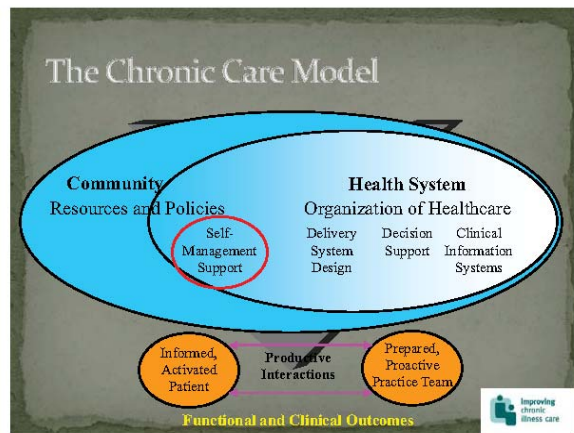 The Chronic Care Model
Community
Resources and Policies
Health System
Organization of Healthcare
Self-
Management
Support
Delivery
System
Design
Decision
Support
Clinical
Information
Systems
Informed,
Activated
Patient
Productive
Interactions
Prepared,
Proactive
Practice Team
Functional and Clinical Outcomes
Improving
chronic
illness care